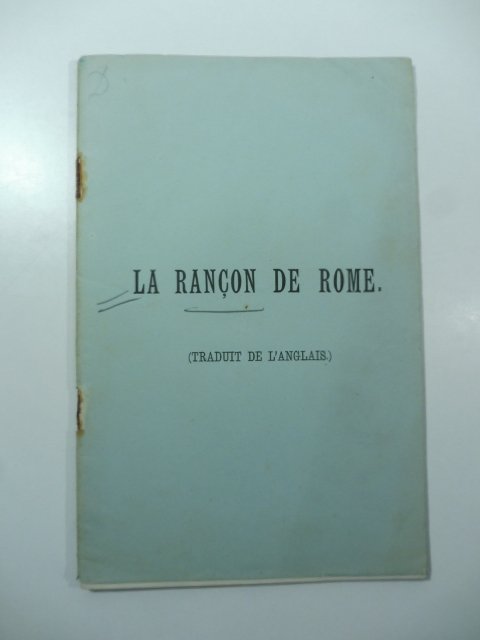 LA RANÇON DE ROME.
(TRADUIT DE L'ANGLAIS.)